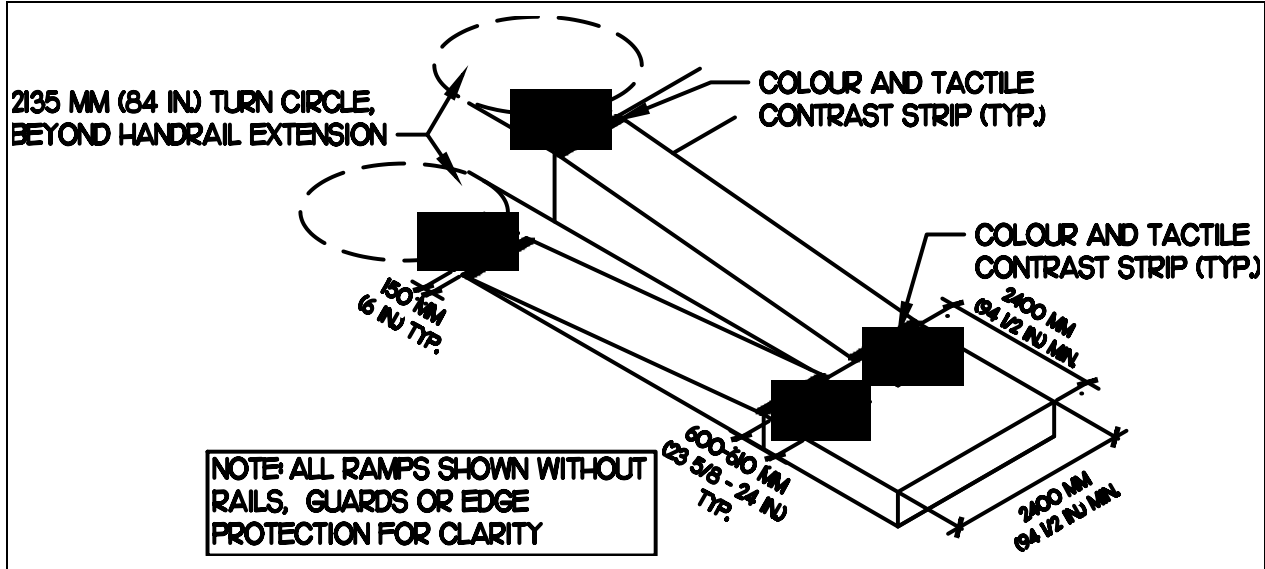 2135 MM (84 IN.) TURN CIRCLE,
BEYOND HANDRAIL EXTENSION
COLOUR AND TACTILE
CONTRAST STRIP (TYP.)
COLOUR AND TACTILE
CONTRAST STRIP (TYP.)
150 MM
(6 IN.) TYP.
2400 MM
(94 1/2 IN.) MIN.
600-610 MM
(23 5/8 - 24 IN.)
TYP.
2400 MM
(94 1/2 IN.) MIN.
NOTE: ALL RAMPS SHOWN WITHOUT
RAILS, GUARDS OR EDGE
PROTECTION FOR CLARITY